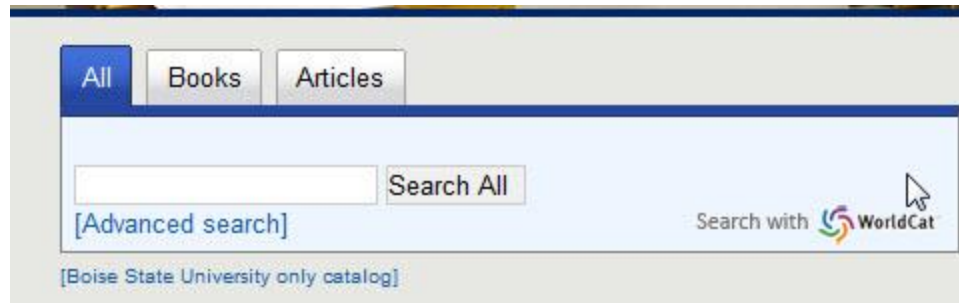 All Books Articles
Search All
[Advanced search]
Search with WorldCat
[Boise State University only catalog]